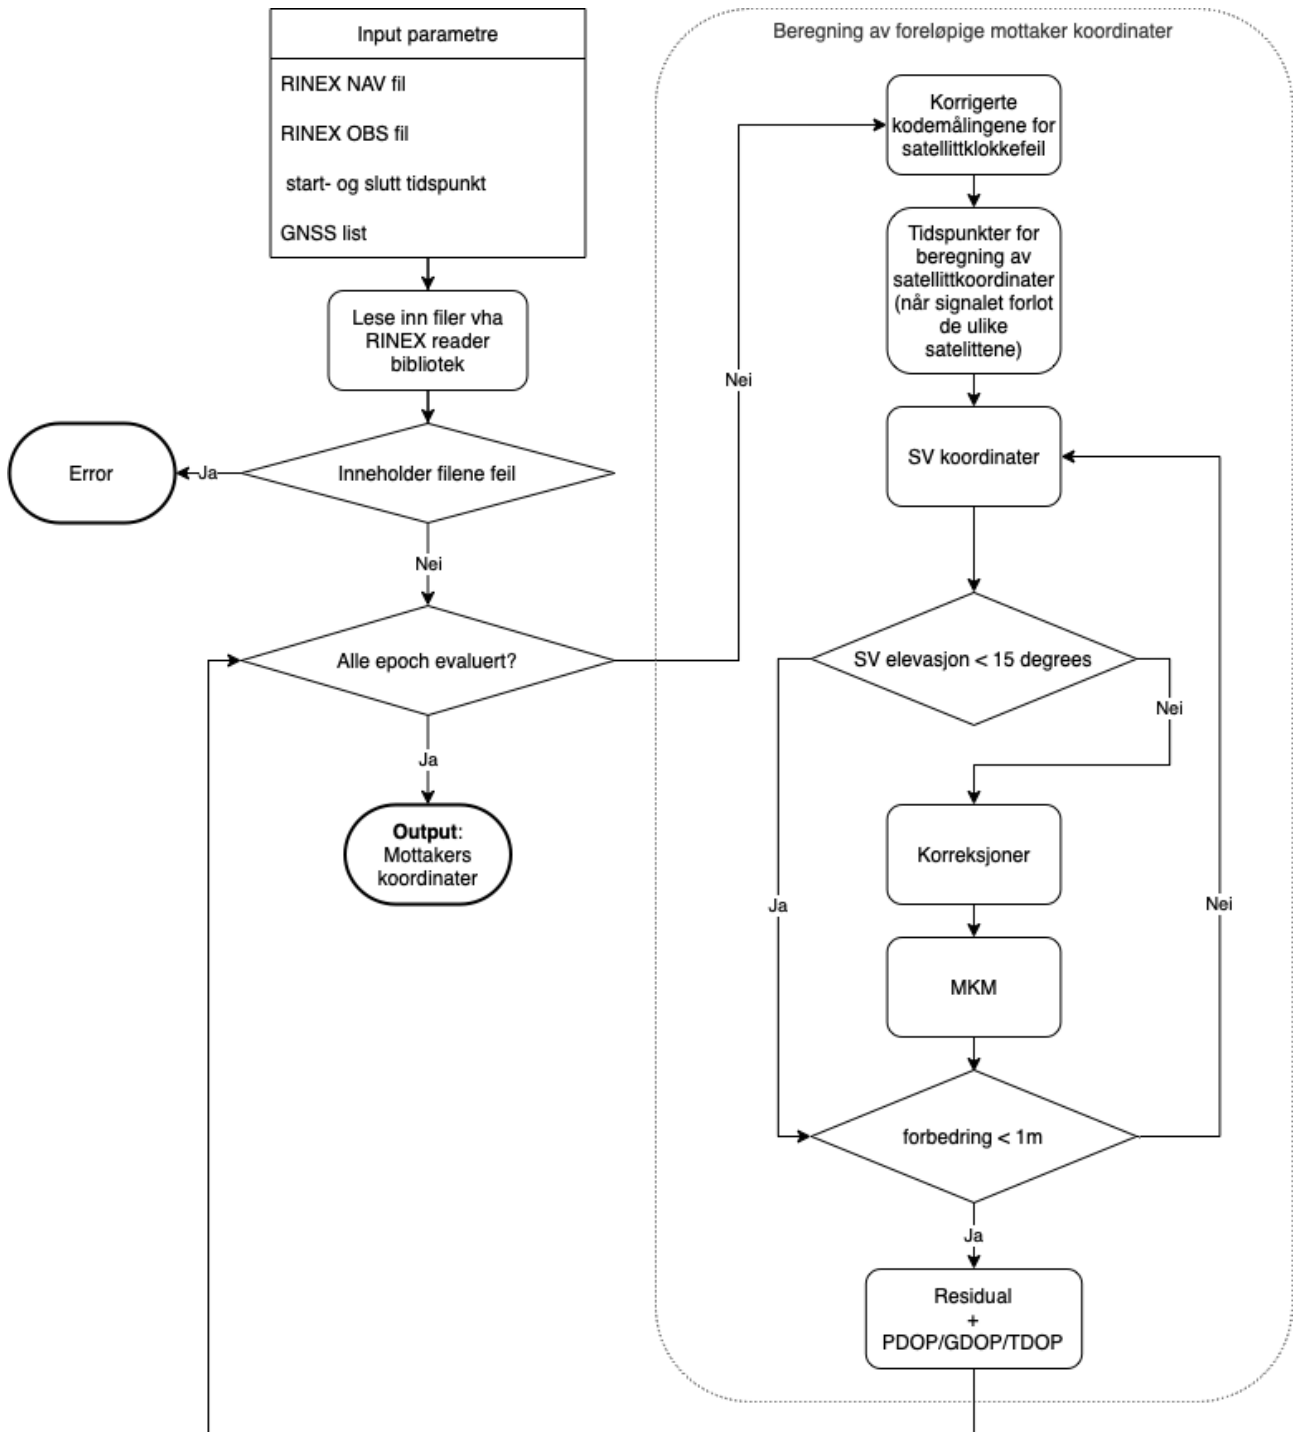 Input parametre
RINEX NAV fil
RINEX OBS fil
start- og slutt tidspunkt
GNSS list
Lese inn filer vha
RINEX reader
bibliotek
Inneholder filene feil
Ja
Error
Nei
Alle epoch evaluert?
Ja
Output:
Mottakers
koordinater
Nei
Beregning av foreløpige mottaker koordinater
Korrigerte
kodemålingene for
satellittklokkefeil
Tidspunkter for
beregning av
satellittkoordinater
(når signalet forlot
de ulike
satelittene)
SV koordinater
SV elevasjon < 15 degrees
Nei
Korreksjoner
Ja
MKM
Nei
forbedring < 1m
Ja
Residual
+
PDOP/GDOP/TDOP